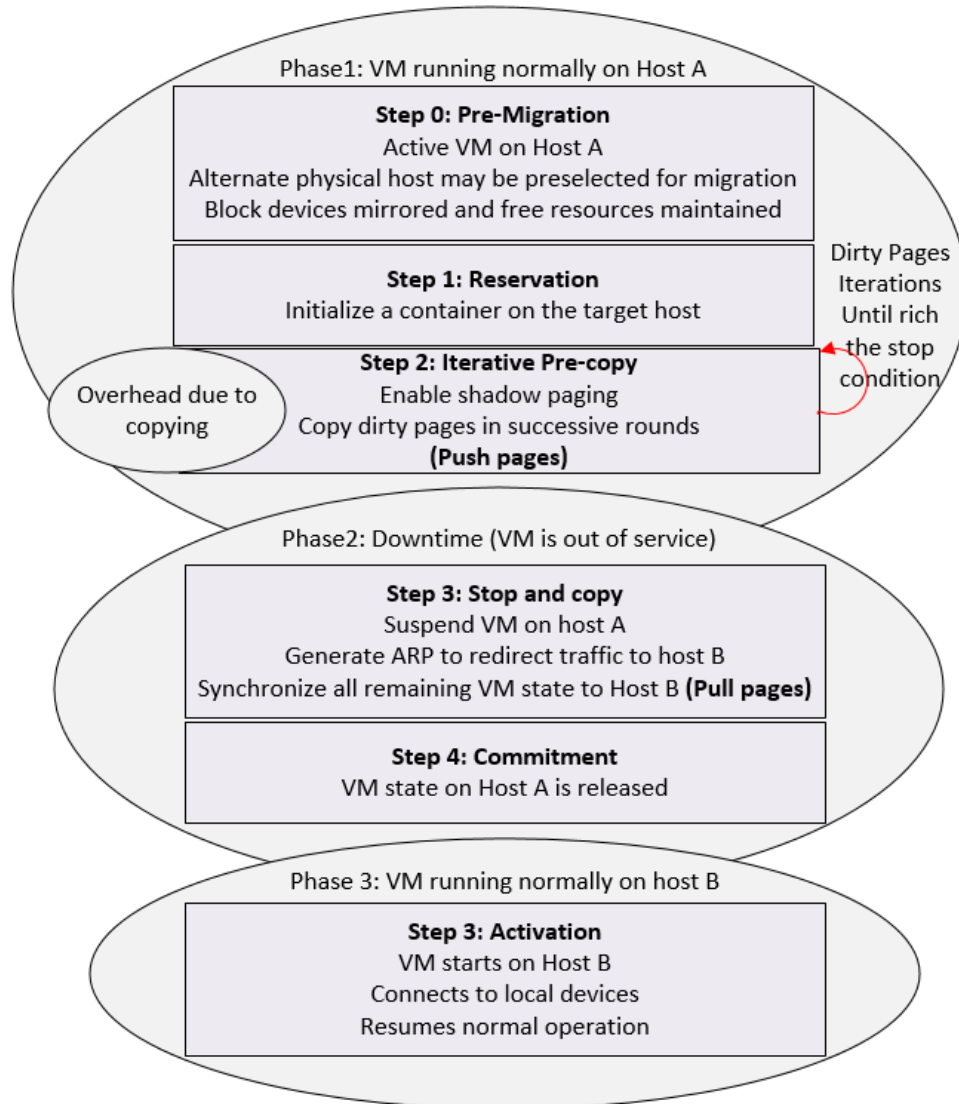 Phase1: VM running normally on Host A
Step 0: Pre-Migration
Active VM on Host A
Alternate physical host may be preselected for migration
Block devices mirrored and free resources maintained
Step 1: Reservation
Initialize a container on the target host
Dirty Pages
Iterations
Until rich
the stop
condition
Step 2: Iterative Pre-copy
Enable shadow paging
Copy dirty pages in successive rounds
(Push pages)
Overhead due to
copying
Phase2: Downtime (VM is out of service)
Step 3: Stop and copy
Suspend VM on host A
Generate ARP to redirect traffic to host B
Synchronize all remaining VM state to Host B (Pull pages)
Step 4: Commitment
VM state on Host A is released
Phase 3: VM running normally on host B
Step 3: Activation
VM starts on Host B
Connects to local devices
Resumes normal operation